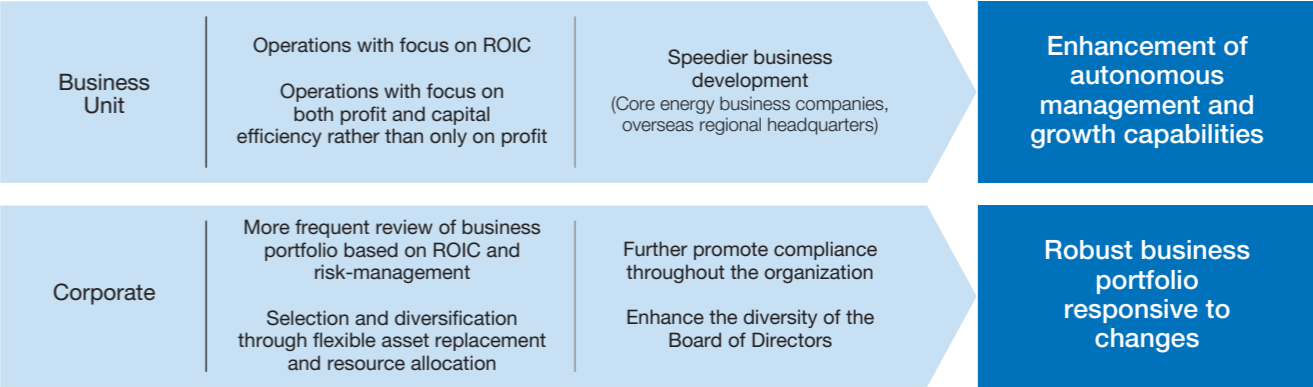 Business
Unit
Operations with focus on ROIC
Operations with focus on
both profit and capital
efficiency rather than only on profit
Speedier business
development
(Core energy business companies,
overseas regional headquarters)
Enhancement of
autonomous
management and
growth capabilities
Corporate
More frequent review of business
portfolio based on ROIC and
risk-management
Selection and diversification
through flexible asset replacement
and resource allocation
Further promote compliance
throughout the organization
Enhance the diversity of the
Board of Directors
Robust business
portfolio
responsive to
changes